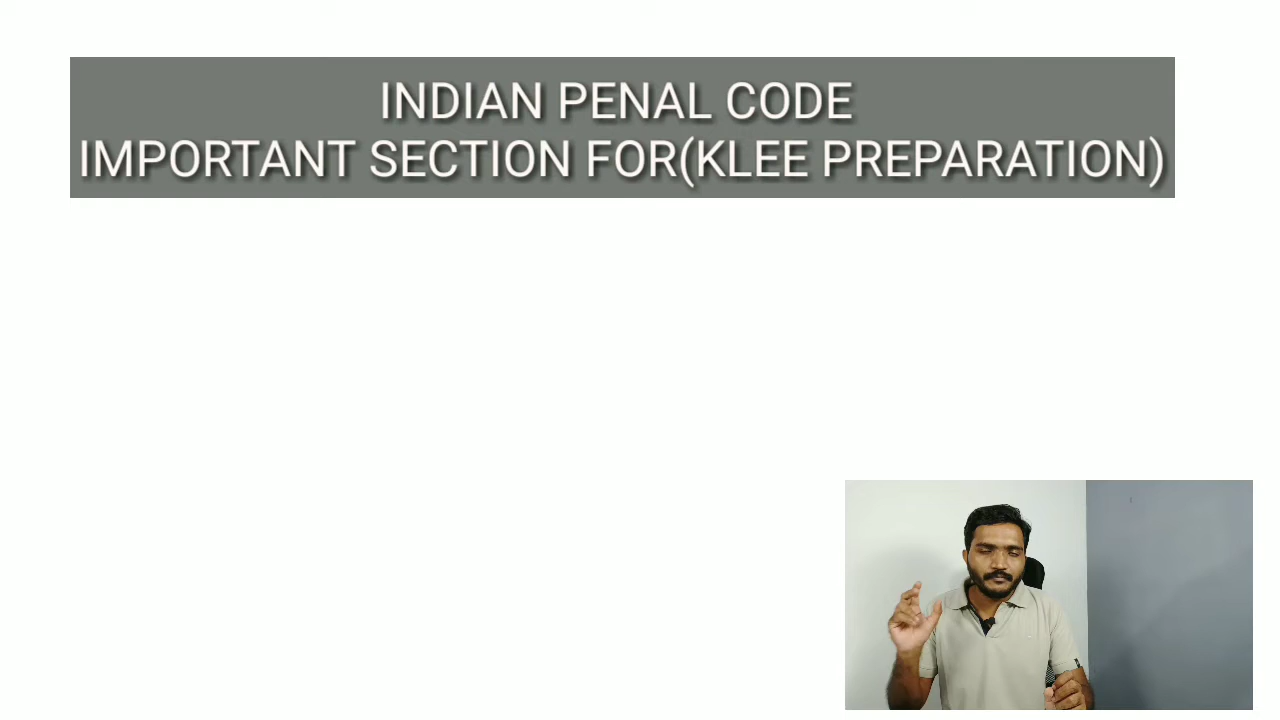 INDIAN PENAL CODE
IMPORTANT SECTION FOR(KLEE PREPARATION)